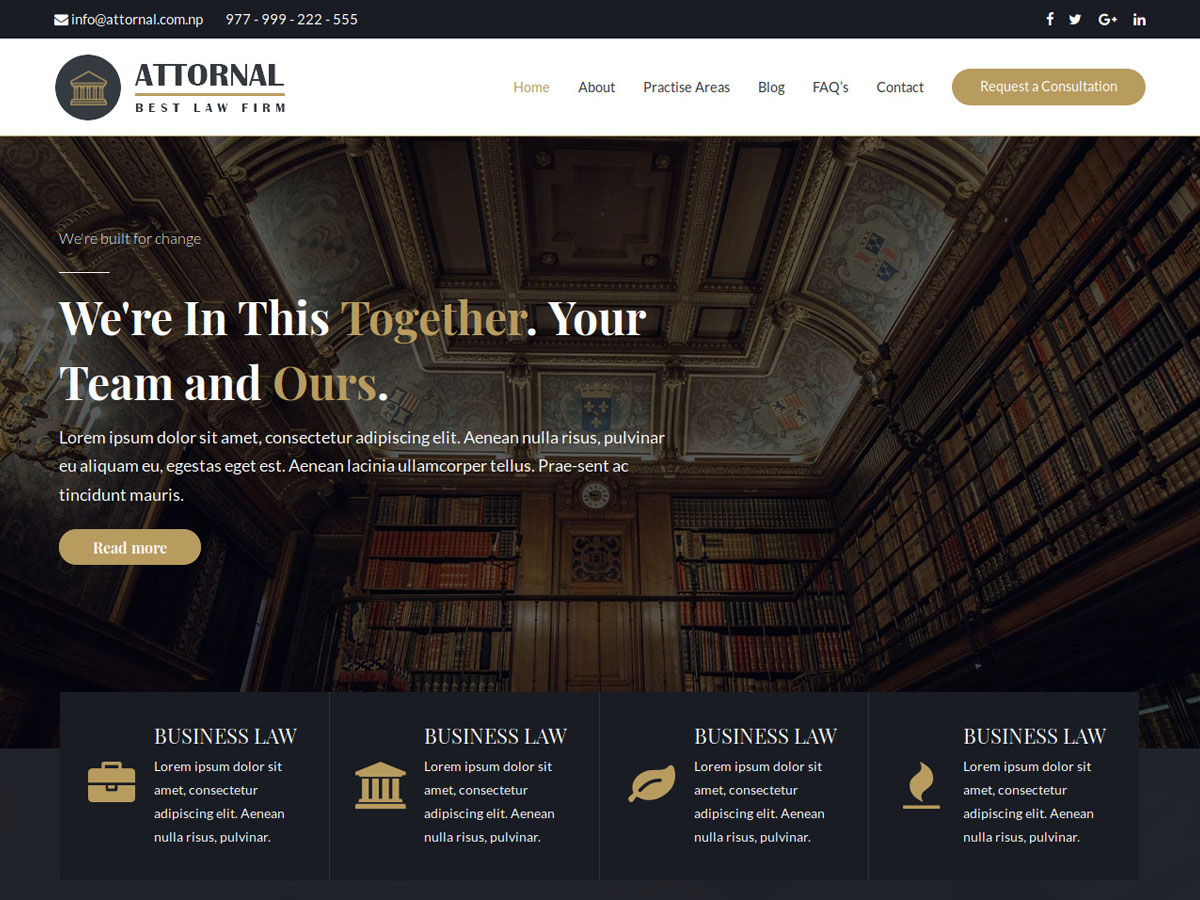 info@attornal.com.np 977 - 999 - 222 - 555
ATTORNAL
BEST LAW FIRM
Home About Practise Areas Blog FAQ's Contact Request a Consultation
We're built for change
We're In This Together. Your
Team and Ours.
Lorem ipsum dolor sit amet, consectetur adipiscing elit. Aenean nulla risus, pulvinar
eu aliquam eu, egestas eget est. Aenean lacinia ullamcorper tellus. Prae-sent ac
tincidunt mauris.
Read more
BUSINESS LAW
Lorem ipsum dolor sit
amet, consectetur
adipiscing elit. Aenean
nulla risus, pulvinar.
BUSINESS LAW
Lorem ipsum dolor sit
amet, consectetur
adipiscing elit. Aenean
nulla risus, pulvinar.
BUSINESS LAW
Lorem ipsum dolor sit
amet, consectetur
adipiscing elit. Aenean
nulla risus, pulvinar.
BUSINESS LAW
Lorem ipsum dolor sit
amet, consectetur
adipiscing elit. Aenean
nulla risus, pulvinar.